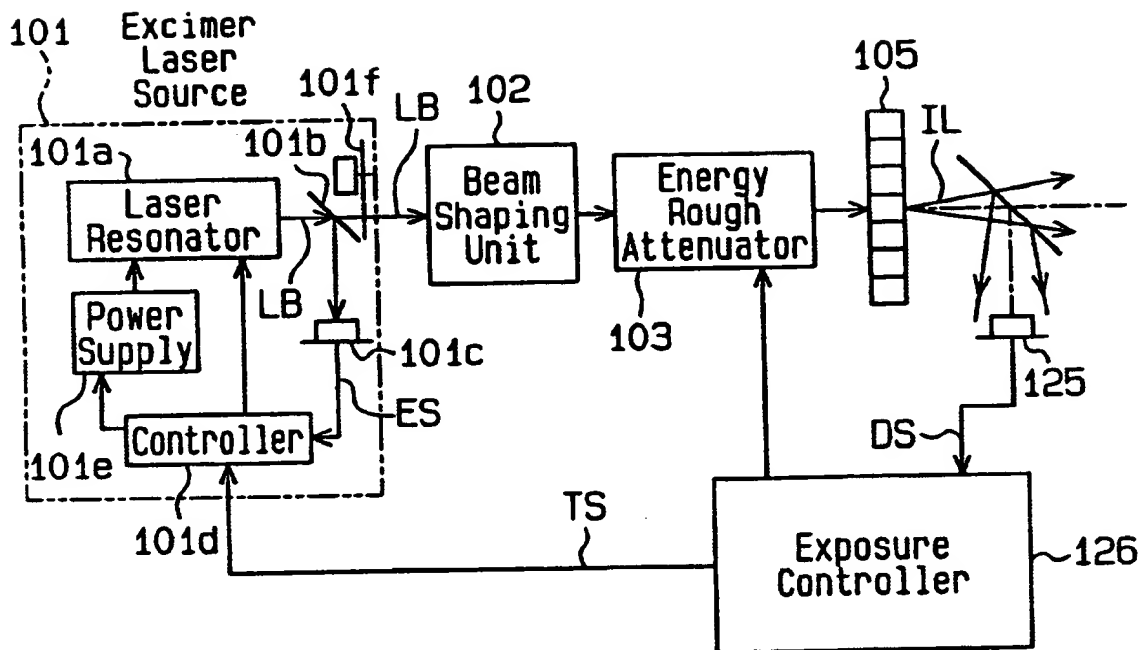 101
Excimer
Laser
Source
101f
LB
102
105
IL
101a
101b
Laser
Resonator
Beam
Shaping
Unit
Energy
Rough
Attenuator
LB
Power
Supply
101c
103
125
ES
DS
Controller
101e
101d
TS
Exposure
Controller
126